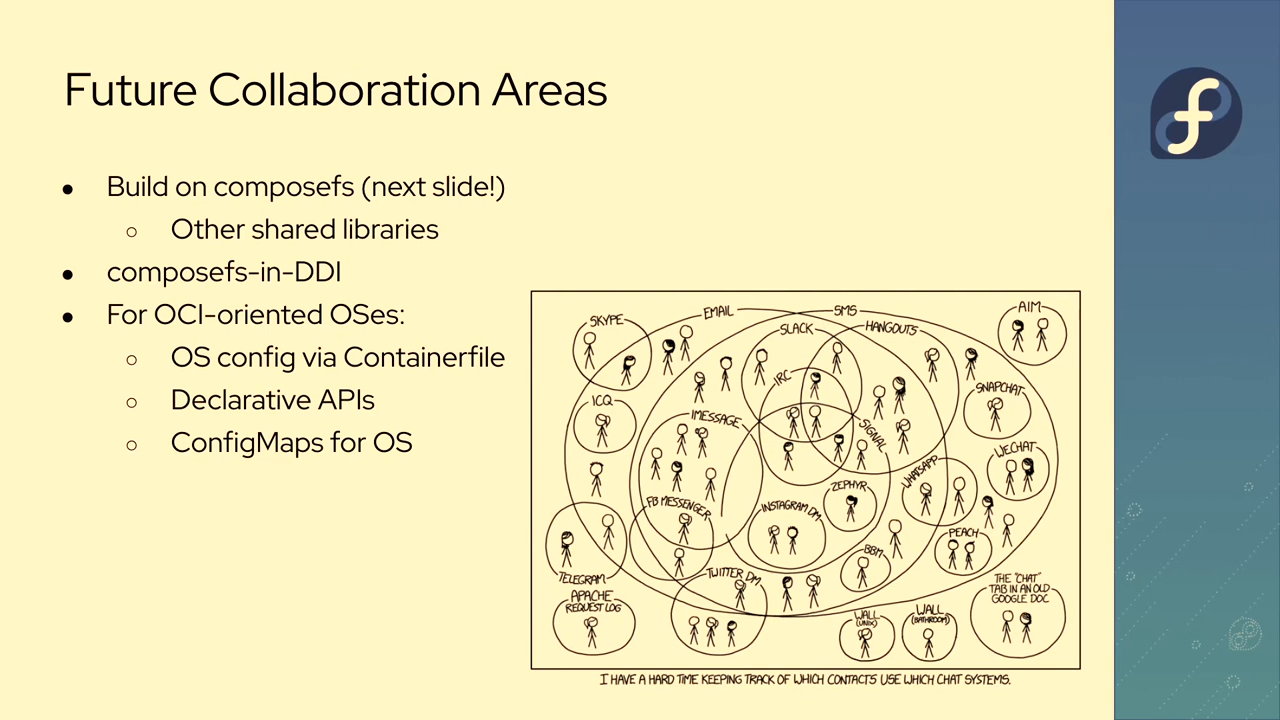 Future Collaboration Areas
● Build on composefs (next slide!)
○ Other shared libraries
● composefs-in-DDI
● For OCI-oriented OSes:
○ OS config via Containerfile
○ Declarative APIs
○ ConfigMaps for OS
SKYPE
EMAIL
SMS
AIM
SLACK
HANGOUTS
IRC
SNAPCHAT
ICQ
IMESSAGE
SIGNAL
WECHAT
WHATSAPP
ZEPHYR
FB MESSENGER
INSTAGRAM DM
PEACH
BBM
TELEGRAM
TWITTER DM
APACHE
REQUEST LOG
WALL
(UNIX)
WALL
(BATHROOM)
THE "CHAT"
TAB IN AN OLD
GOOGLE DOC
I HAVE A HARD TIME KEEPING TRACK OF WHICH CONTACTS USE WHICH CHAT SYSTEMS.